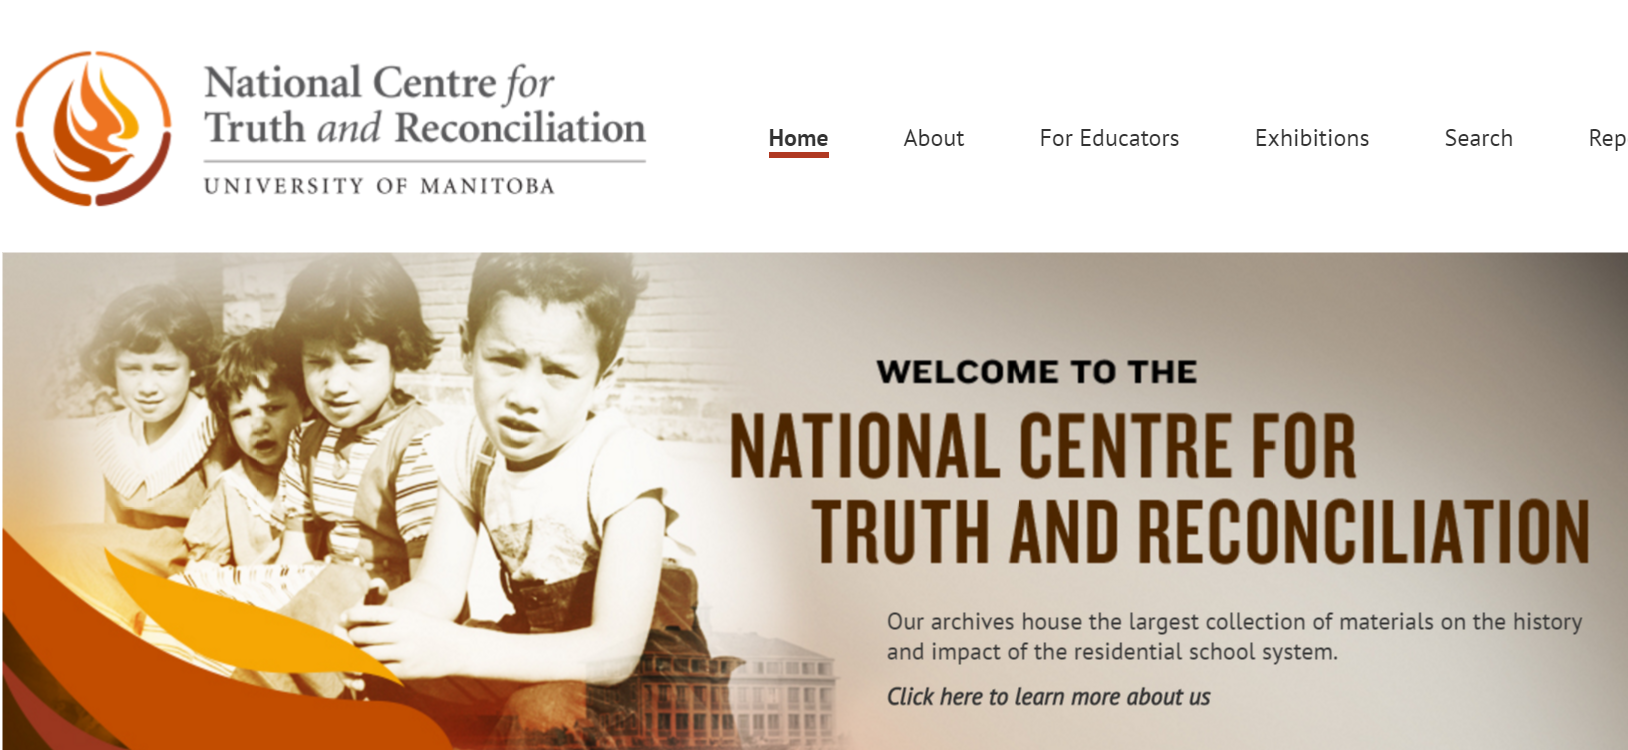 National Centre for
Truth and Reconciliation
UNIVERSITY OF MANITOBA
Home About For Educators Exhibitions Search Rep
WELCOME TO THE
NATIONAL CENTRE FOR
TRUTH AND RECONCILIATION
Our archives house the largest collection of materials on the history
and impact of the residential school system.
Click here to learn more about us